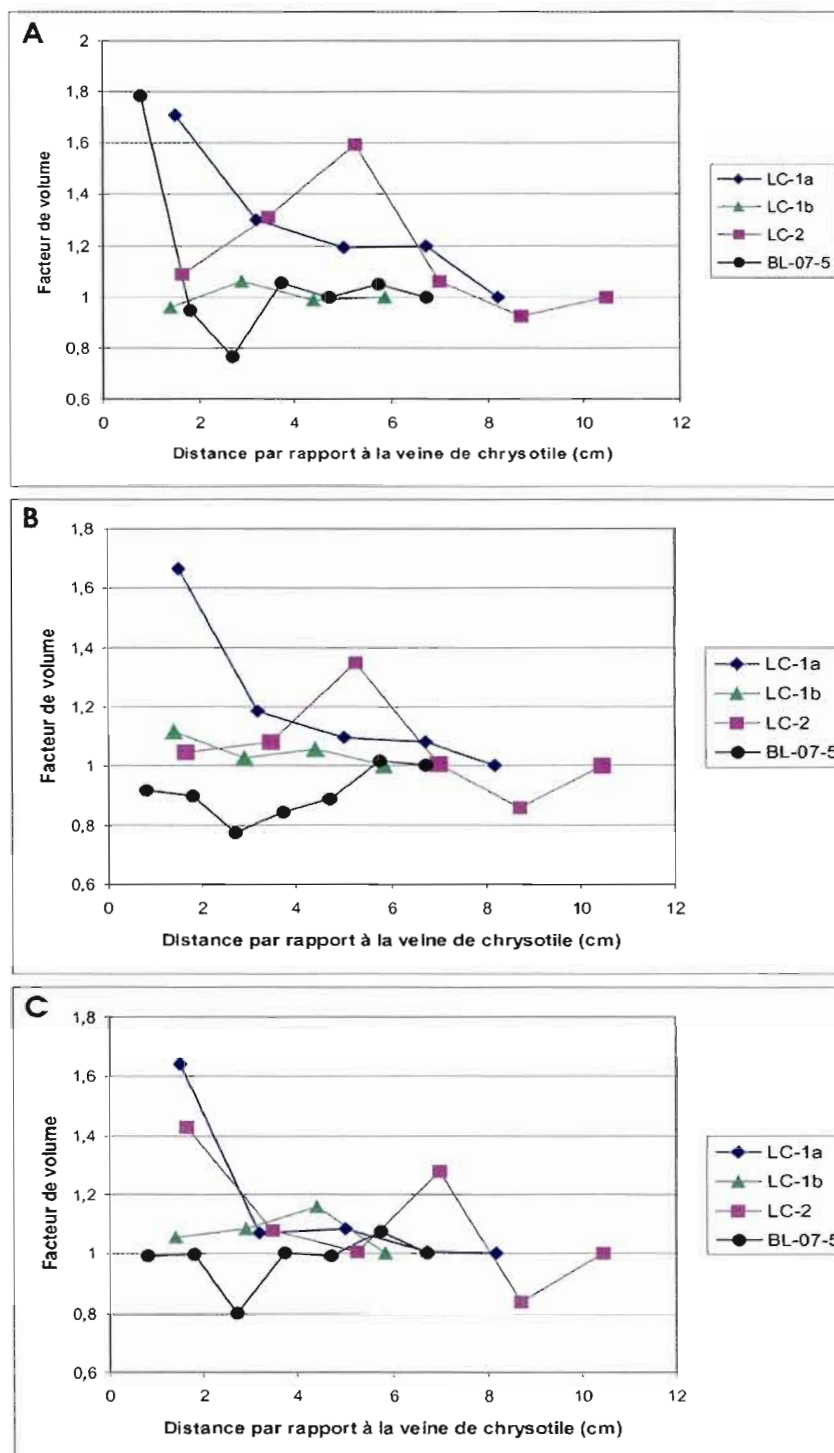 A
Facteur de volume
2
1,8
1,6
1,4
1,2
1
0,8
0,6
0 2 4 6 8 10 12
Distance par rapport à la veine de chrysotile (cm)
LC-1a
LC-1b
LC-2
BL-07-5
B
Facteur de volume
1,8
1,6
1,4
1,2
1
0,8
0,6
0 2 4 6 8 10 12
Distance par rapport à la veine de chrysotile (cm)
LC-1a
LC-1b
LC-2
BL-07-5
C
Facteur de volume
1,8
1,6
1,4
1,2
1
0,8
0,6
0 2 4 6 8 10 12
Distance par rapport à la veine de chrysotile (cm)
LC-1a
LC-1b
LC-2
BL-07-5